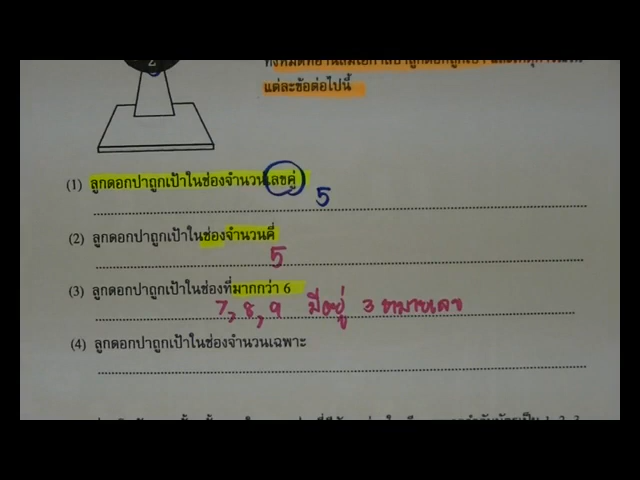 2
แต่ละข้อต่อไปนี้
(1) ลูกดอกปาถูกเป้าในช่องจำนวนเลขคู่
5
(2) ลูกดอกปาถูกเป้าในช่องจำนวนคี่
5
(3) ลูกดอกปาถูกเป้าในช่องที่มากกว่า 6
7, 8, 9 มีอยู่ 3 หมายเลข
(4) ลูกดอกปาถูกเป้าในช่องจำนวนเฉพาะ